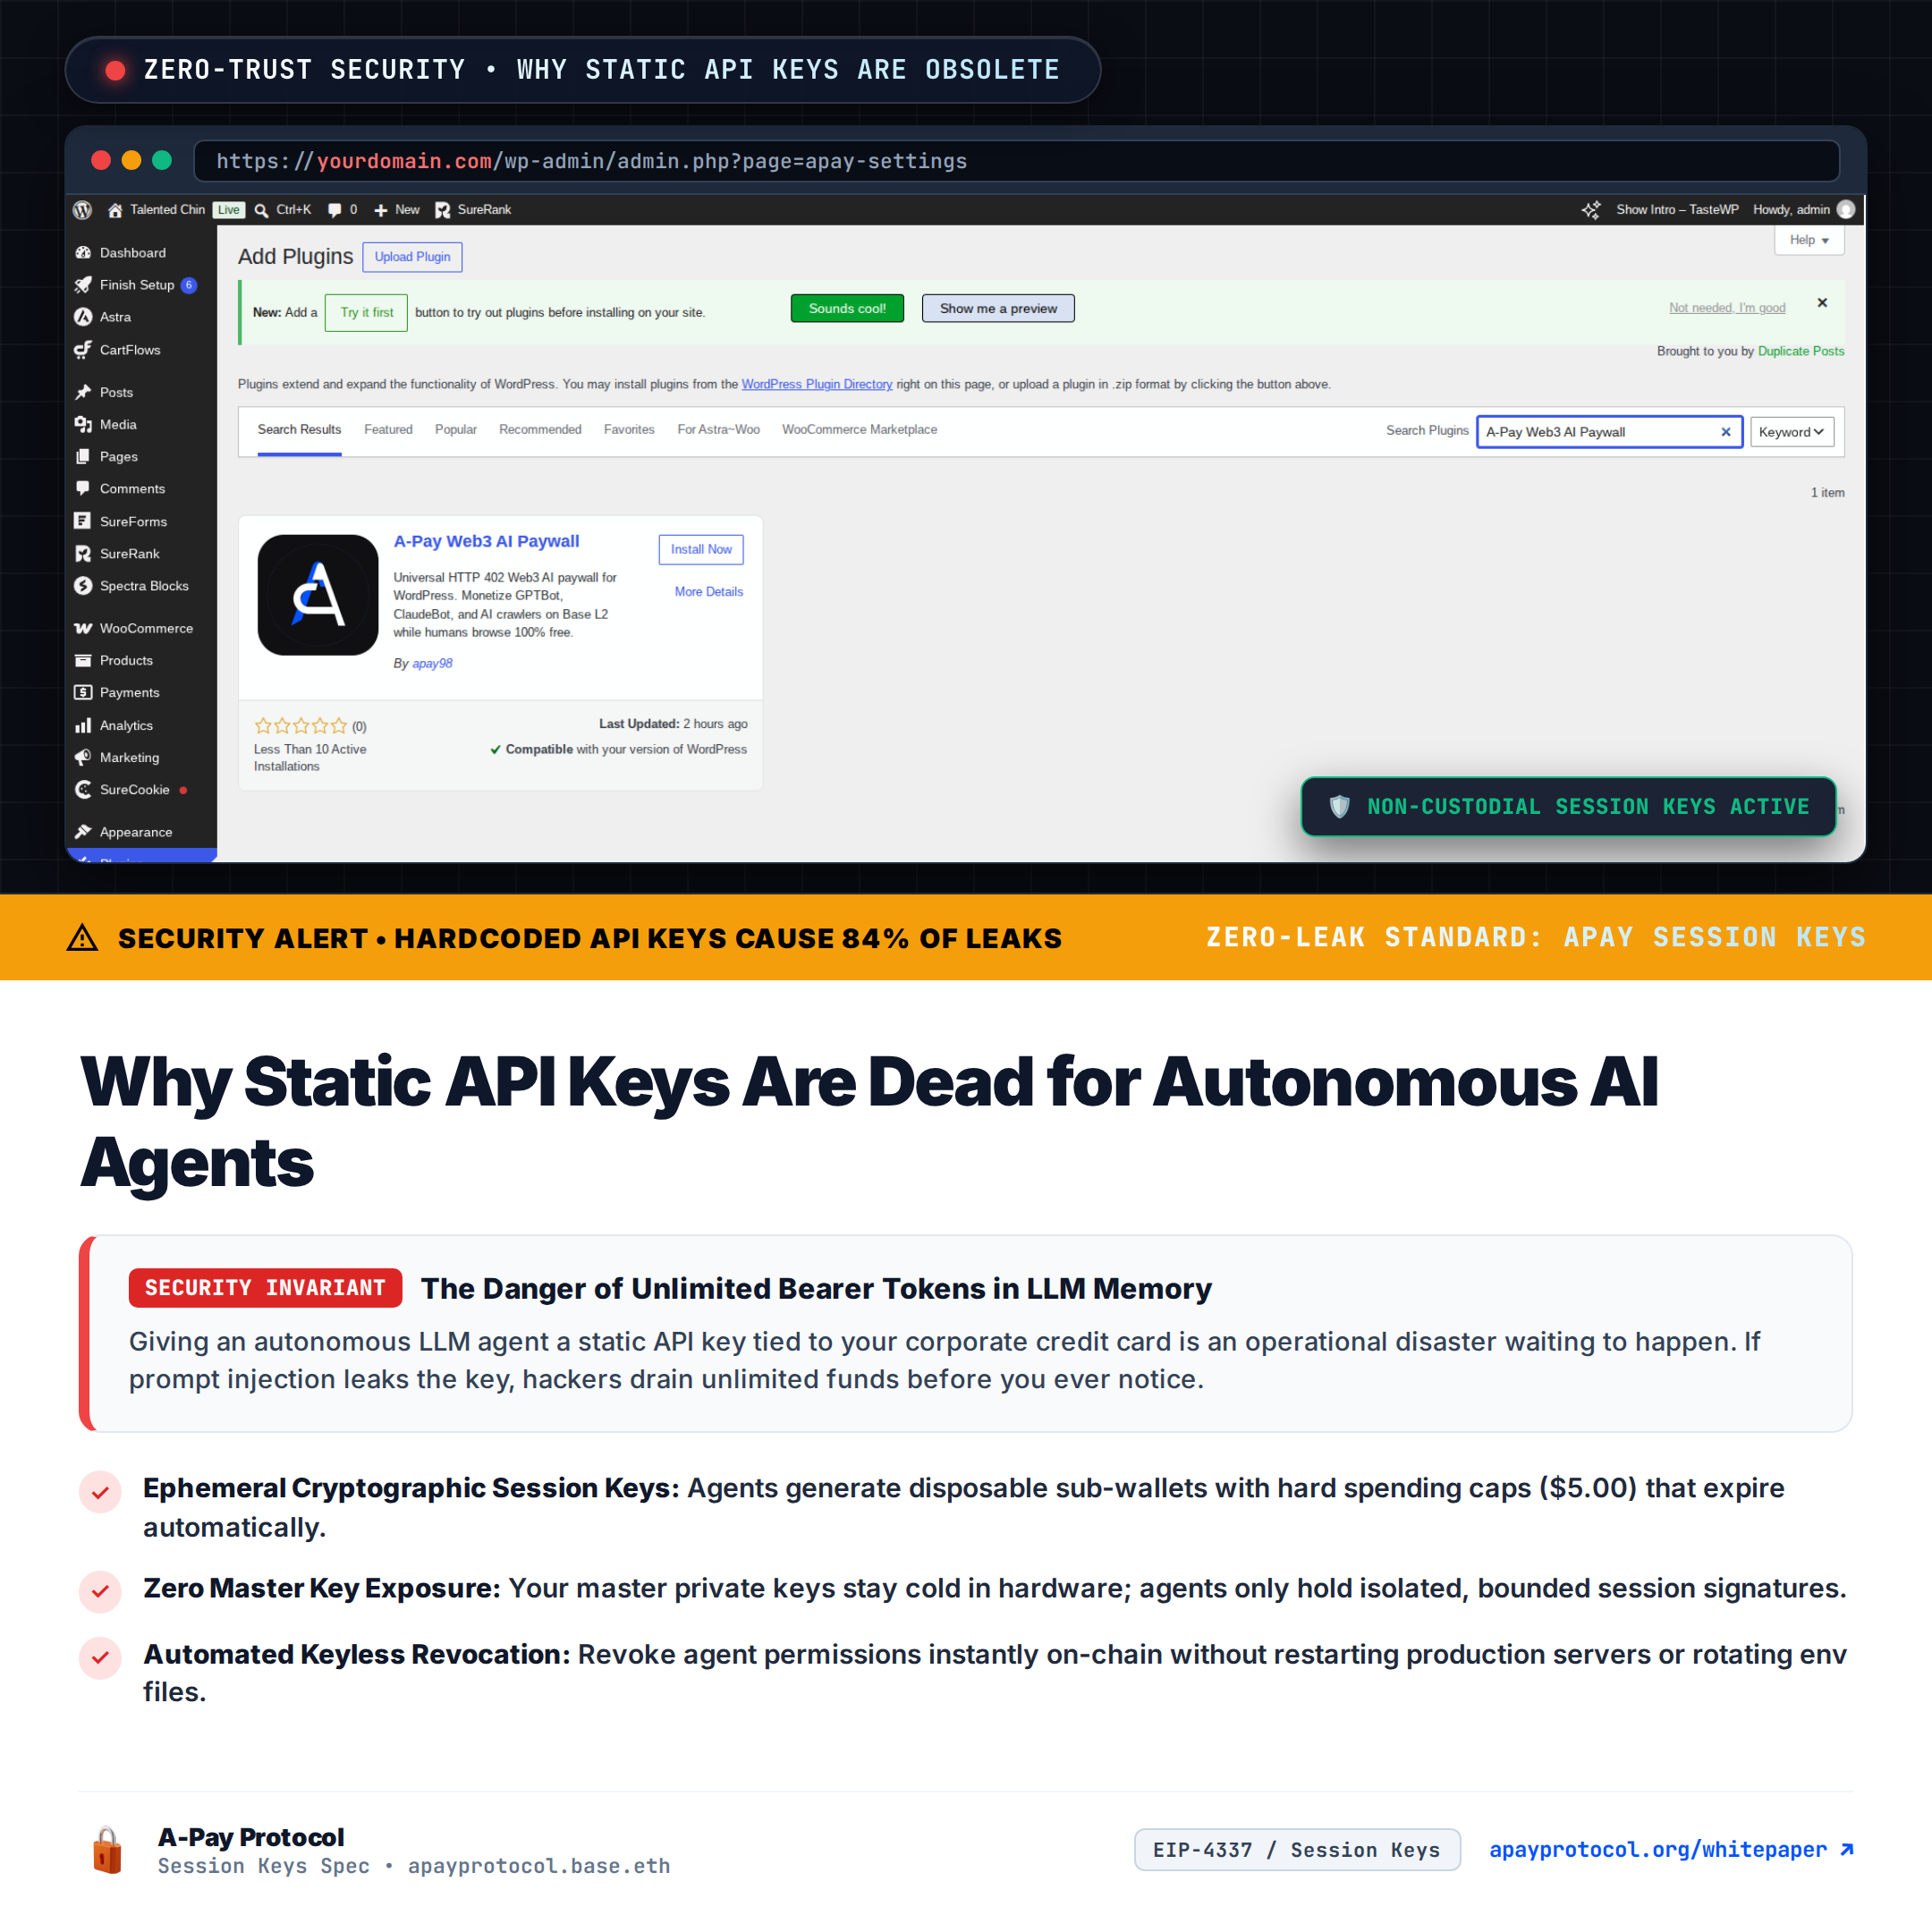 ZERO-TRUST SECURITY • WHY STATIC API KEYS ARE OBSOLETE
https://yourdomain.com/wp-admin/admin.php?page=apay-settings
Talented Chin Live Ctrl+K 0 New SureRank Show Intro – TasteWP Howdy, admin
Dashboard
Finish Setup 6
Astra
CartFlows
Posts
Media
Pages
Comments
SureForms
SureRank
Spectra Blocks
WooCommerce
Products
Payments
Analytics
Marketing
SureCookie
Appearance
Plugins
Help
Add Plugins Upload Plugin
New: Add a Try it first button to try out plugins before installing on your site. Sounds cool! Show me a preview Not needed, I'm good
Brought to you by Duplicate Posts
Plugins extend and expand the functionality of WordPress. You may install plugins from the WordPress Plugin Directory right on this page, or upload a plugin in .zip format by clicking the button above.
Search Results Featured Popular Recommended Favorites For Astra~Woo WooCommerce Marketplace Search Plugins A-Pay Web3 AI Paywall Keyword
1 item
A-Pay Web3 AI Paywall
Install Now
More Details
Universal HTTP 402 Web3 AI paywall for
WordPress. Monetize GPTBot,
ClaudeBot, and AI crawlers on Base L2
while humans browse 100% free.
By apay98
(0)
Less Than 10 Active
Installations
Last Updated: 2 hours ago
Compatible with your version of WordPress
NON-CUSTODIAL SESSION KEYS ACTIVE
SECURITY ALERT • HARDCODED API KEYS CAUSE 84% OF LEAKS
ZERO-LEAK STANDARD: APAY SESSION KEYS
Why Static API Keys Are Dead for Autonomous AI
Agents
SECURITY INVARIANT The Danger of Unlimited Bearer Tokens in LLM Memory
Giving an autonomous LLM agent a static API key tied to your corporate credit card is an operational disaster waiting to happen. If
prompt injection leaks the key, hackers drain unlimited funds before you ever notice.
Ephemeral Cryptographic Session Keys: Agents generate disposable sub-wallets with hard spending caps ($5.00) that expire
automatically.
Zero Master Key Exposure: Your master private keys stay cold in hardware; agents only hold isolated, bounded session signatures.
Automated Keyless Revocation: Revoke agent permissions instantly on-chain without restarting production servers or rotating env
files.
A-Pay Protocol
Session Keys Spec • apayprotocol.base.eth
EIP-4337 / Session Keys
apayprotocol.org/whitepaper ↗